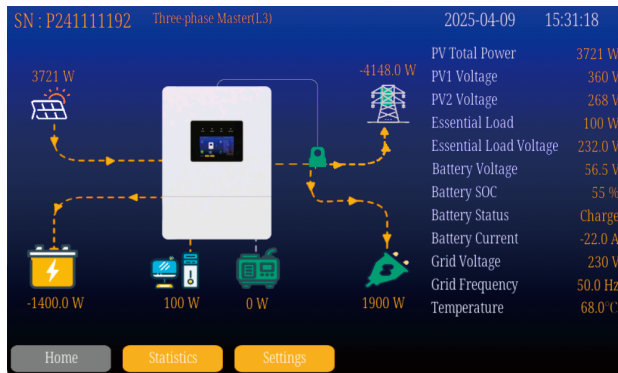 SN : P241111192 Three-phase Master(L3) 2025-04-09 15:31:18
3721 W
-4148.0 W
-1400.0 W
100 W
0 W
1900 W
PV Total Power 3721 W
PV1 Voltage 360 V
PV2 Voltage 268 V
Essential Load 100 W
Essential Load Voltage 232.0 V
Battery Voltage 56.5 V
Battery SOC 55 %
Battery Status Charge
Battery Current -22.0 A
Grid Voltage 230 V
Grid Frequency 50.0 Hz
Temperature 68.0°C
Home Statistics Settings